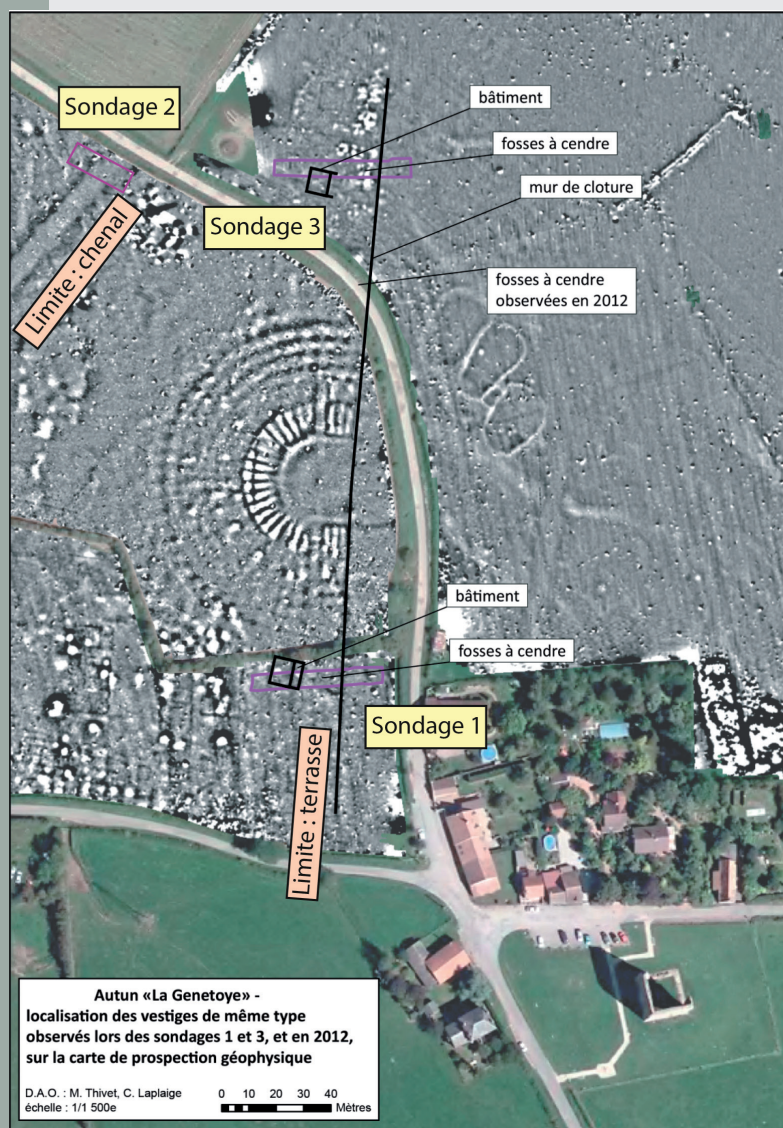 Sondage 2
bâtiment
fosses à cendre
mur de cloture
Sondage 3
Limite : chenal
fosses à cendre
observées en 2012
bâtiment
fosses à cendre
Sondage 1
Limite : terrasse
Autun «La Genetoye» -
localisation des vestiges de même type
observés lors des sondages 1 et 3, et en 2012,
sur la carte de prospection géophysique
D.A.O. : M. Thivet, C. Laplaige
échelle : 1/1 500e
0 10 20 30 40
Mètres